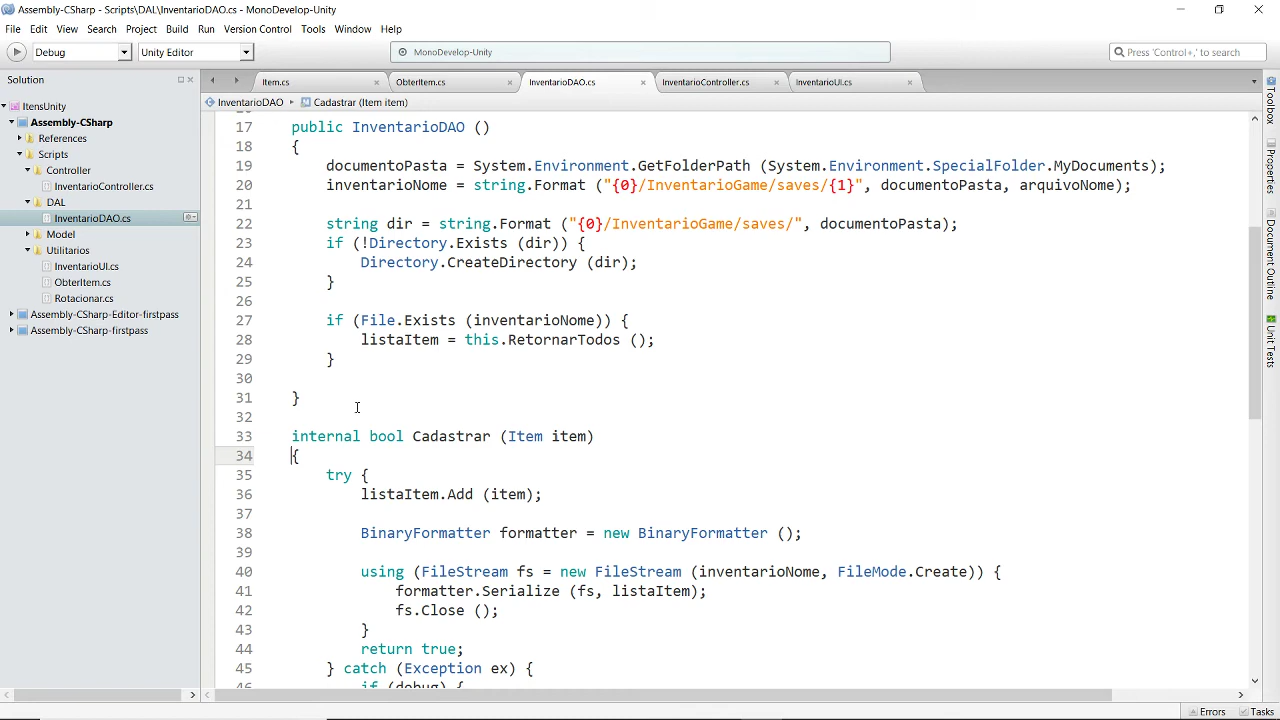 Assembly-CSharp - Scripts\DAL\InventarioDAO.cs - MonoDevelop-Unity
File Edit View Search Project Build Run Version Control Tools Window Help
Debug Unity Editor MonoDevelop-Unity Press 'Control+,' to search
Solution
Item.cs ObterItem.cs InventarioDAO.cs InventarioController.cs InventarioUI.cs
InventarioDAO Cadastrar (Item item)
ItensUnity
Assembly-CSharp
References
Scripts
Controller
InventarioController.cs
DAL
InventarioDAO.cs
Model
Utilitarios
InventarioUI.cs
ObterItem.cs
Rotacionar.cs
Assembly-CSharp-Editor-firstpass
Assembly-CSharp-firstpass
17 public InventarioDAO ()
18 {
19 documentoPasta = System.Environment.GetFolderPath (System.Environment.SpecialFolder.MyDocuments);
20 inventarioNome = string.Format ("{0}/InventarioGame/saves/{1}", documentoPasta, arquivoNome);
21
22 string dir = string.Format ("{0}/InventarioGame/saves/", documentoPasta);
23 if (!Directory.Exists (dir)) {
24 Directory.CreateDirectory (dir);
25 }
26
27 if (File.Exists (inventarioNome)) {
28 listaItem = this.RetornarTodos ();
29 }
30
31 }
32
33 internal bool Cadastrar (Item item)
34 {
35 try {
36 listaItem.Add (item);
37
38 BinaryFormatter formatter = new BinaryFormatter ();
39
40 using (FileStream fs = new FileStream (inventarioNome, FileMode.Create)) {
41 formatter.Serialize (fs, listaItem);
42 fs.Close ();
43 }
44 return true;
45 } catch (Exception ex) {
46 if (debug) {
Toolbox
Properties
Document Outline
Unit Tests
Errors Tasks